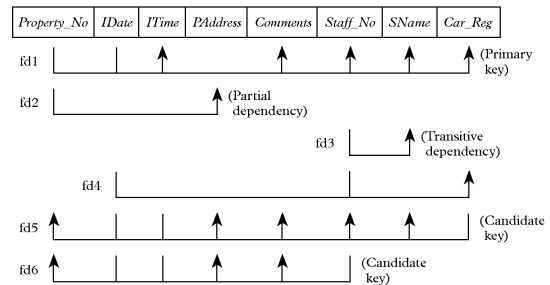 Property_No IDate ITime PAddress Comments Staff_No SName Car_Reg
fd1 (Primary
key)
fd2 (Partial
dependency)
fd3 (Transitive
dependency)
fd4
fd5 (Candidate
key)
fd6 (Candidate
key)